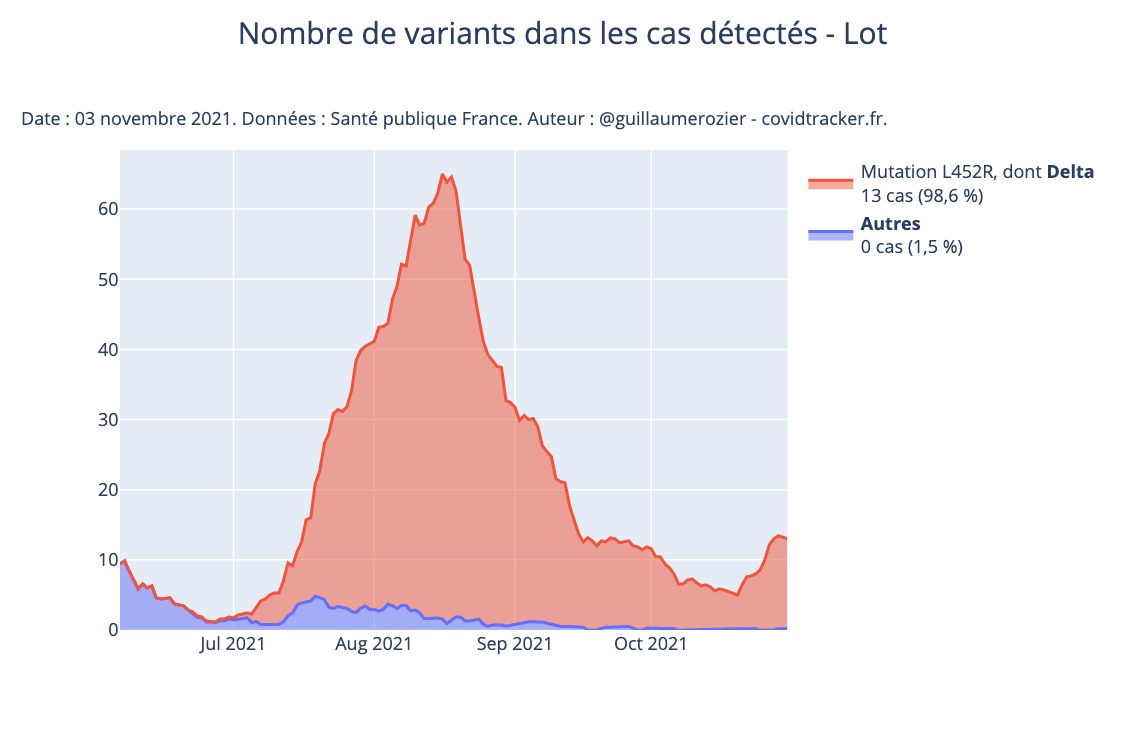 Nombre de variants dans les cas détectés - Lot
Date : 03 novembre 2021. Données : Santé publique France. Auteur : @guillaumerozier - covidtracker.fr.
Mutation L452R, dont Delta
13 cas (98,6 %)
Autres
0 cas (1,5 %)
60
50
40
30
20
10
0
Jul 2021 Aug 2021 Sep 2021 Oct 2021